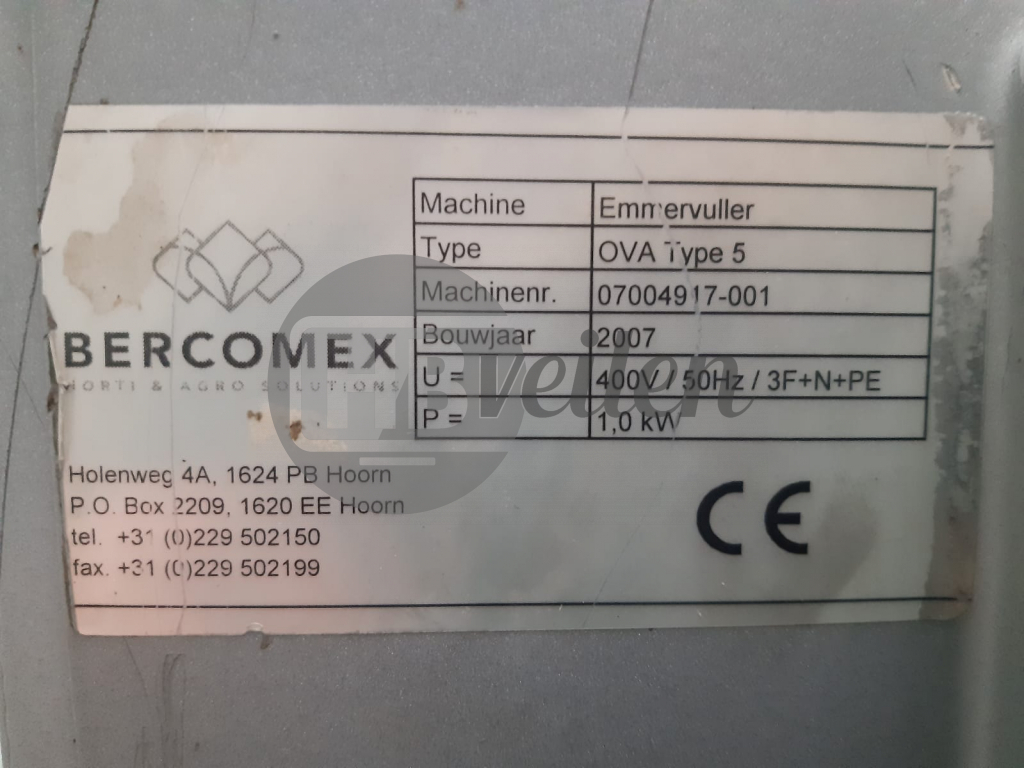 BERCOMEX
HORTI & AGRO SOLUTIONS
Machine Emmervuller
Type OVA Type 5
Machinenr. 07004917-001
Bouwjaar 2007
U = 400V / 50Hz / 3F+N+PE
P = 1,0 kW
Holenweg 4A, 1624 PB Hoorn
P.O. Box 2209, 1620 EE Hoorn
tel. +31 (0)229 502150
fax. +31 (0)229 502199
CE
HB Veilen